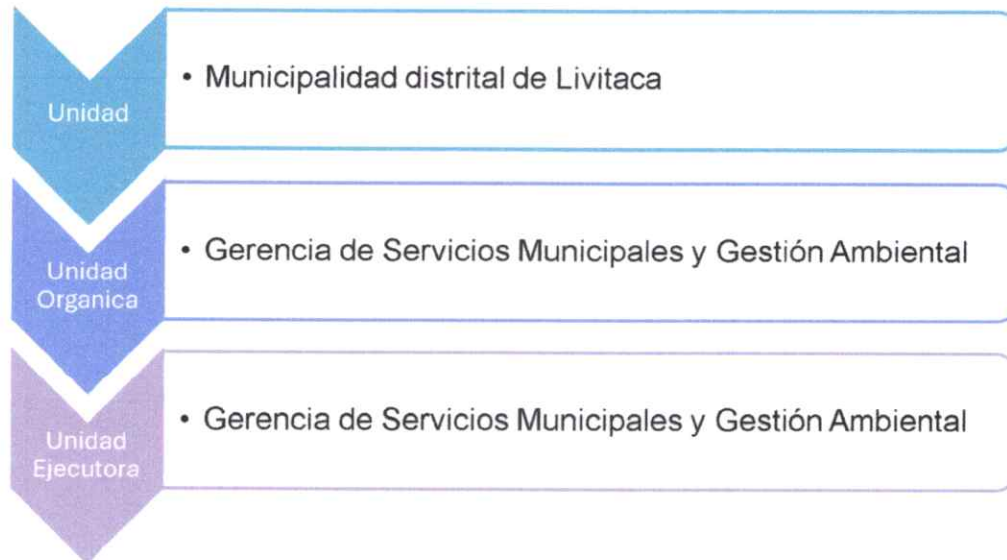 Unidad
• Municipalidad distrital de Livitaca
Unidad
Organica
• Gerencia de Servicios Municipales y Gestión Ambiental
Unidad
Ejecutora
• Gerencia de Servicios Municipales y Gestión Ambiental